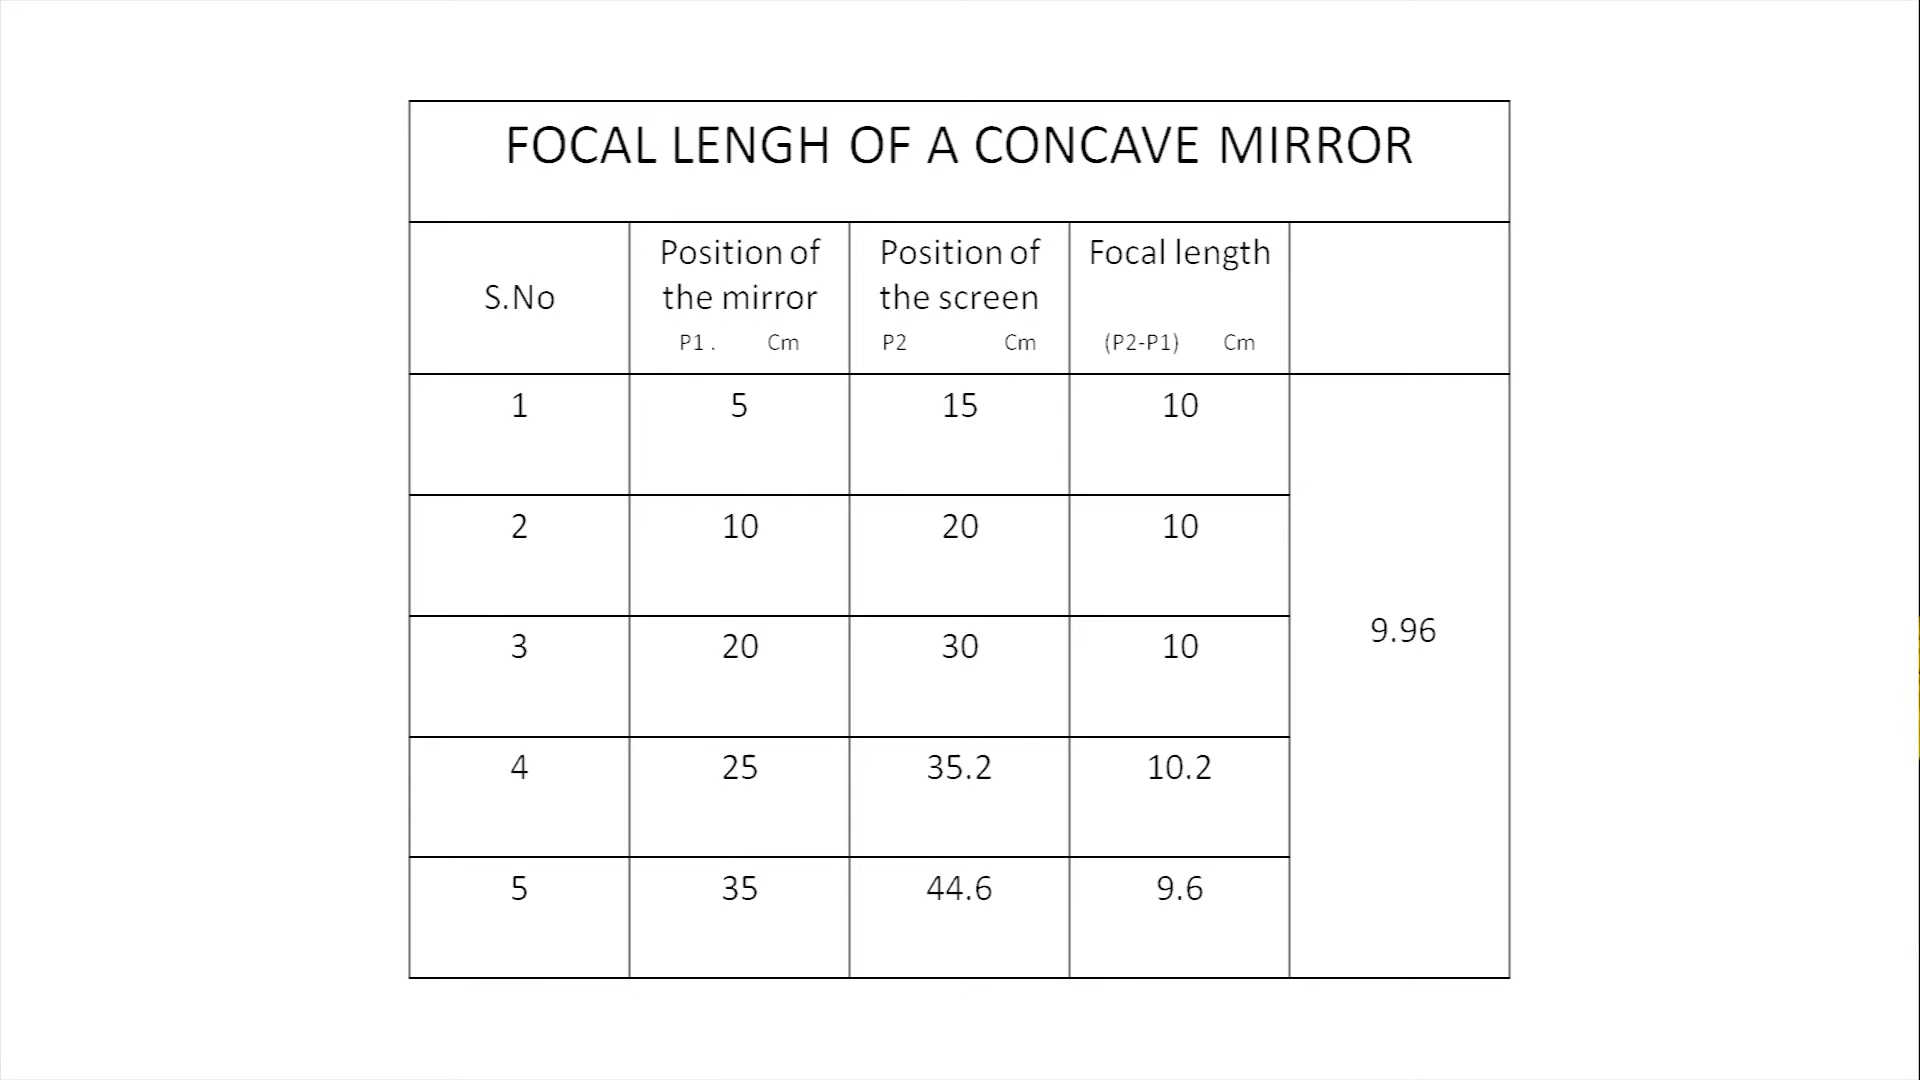 FOCAL LENGH OF A CONCAVE MIRROR
S.No
Position of
the mirror
P1 . Cm
Position of
the screen
P2 Cm
Focal length
(P2-P1) Cm
1 5 15 10
2 10 20 10
3 20 30 10
9.96
4 25 35.2 10.2
5 35 44.6 9.6